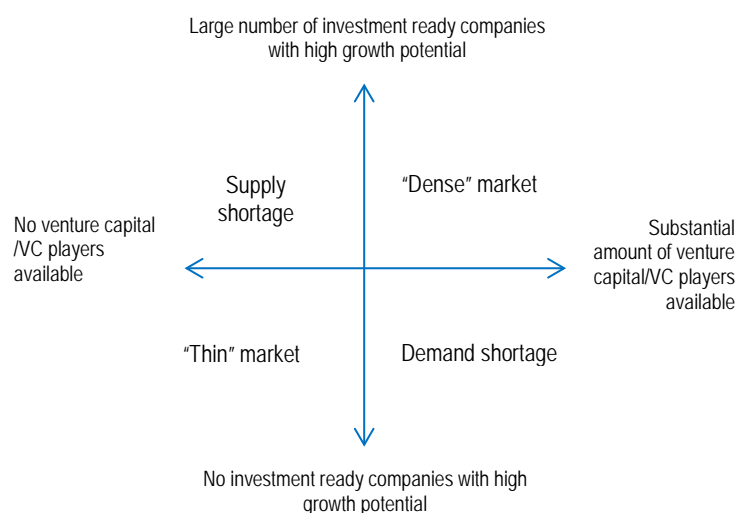 Large number of investment ready companies
with high growth potential
Supply
shortage
“Dense” market
No venture capital
/VC players
available
Substantial
amount of venture
capital/VC players
available
“Thin” market
Demand shortage
No investment ready companies with high
growth potential